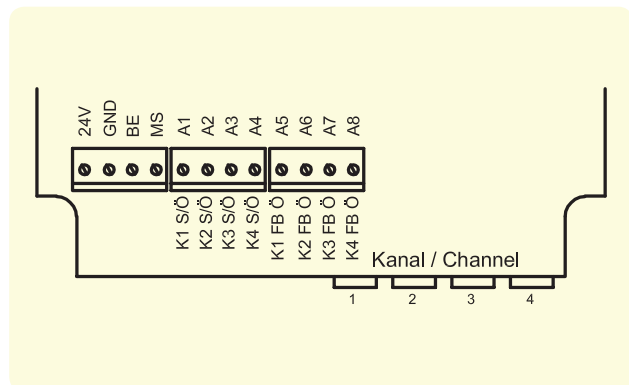 24V GND BE MS A1 A2 A3 A4 A5 A6 A7 A8
K1 S/Ö K2 S/Ö K3 S/Ö K4 S/Ö K1 FB Ö K2 FB Ö K3 FB Ö K4 FB Ö
Kanal / Channel
1 2 3 4